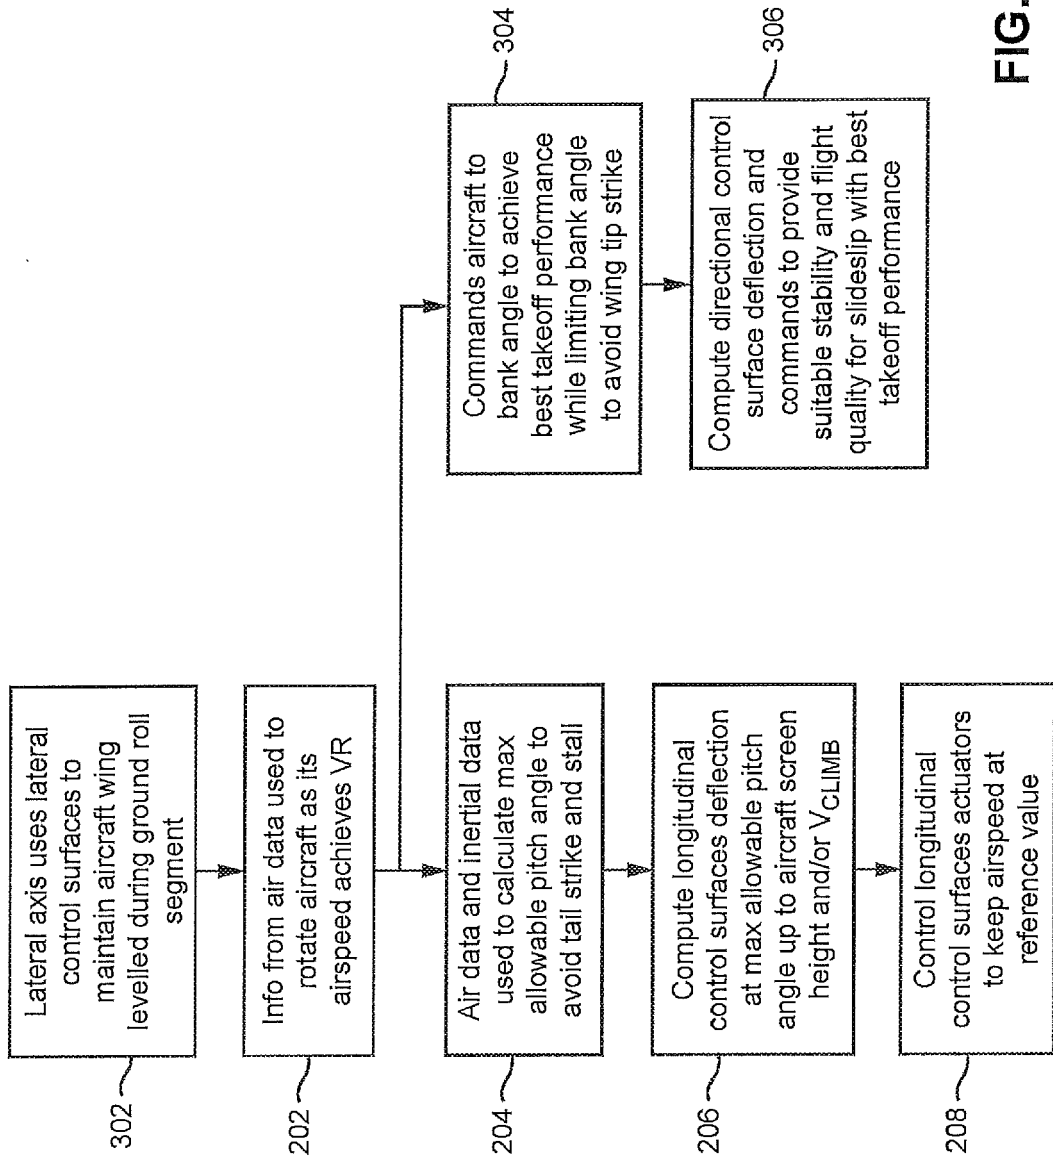 302
Lateral axis uses lateral
control surfaces to
maintain aircraft wing
levelled during ground roll
segment
202
Info from air data used to
rotate aircraft as its
airspeed achieves VR
204
Air data and inertial data
used to calculate max
allowable pitch angle to
avoid tail strike and stall
206
Compute longitudinal
control surfaces deflection
at max allowable pitch
angle up to aircraft screen
height and/or VCLIMB
208
Control longitudinal
control surfaces actuators
to keep airspeed at
reference value
304
Commands aircraft to
bank angle to achieve
best takeoff performance
while limiting bank angle
to avoid wing tip strike
306
Compute directional control
surface deflection and
commands to provide
suitable stability and flight
quality for slideslip with best
takeoff performance
FIG.